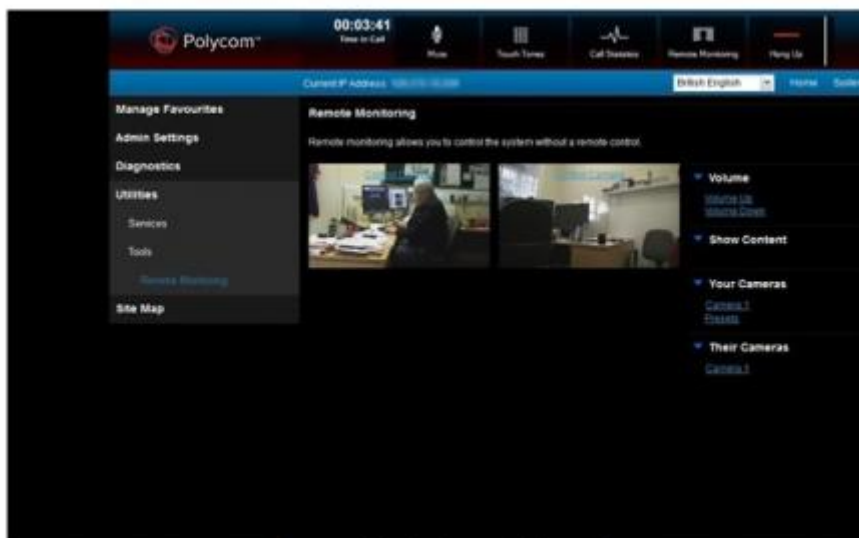 Polycom
00:03:41
Time in Call
Mute
Touch Tones
Call Statistics
Remote Monitoring
Hang Up
Current IP Address:
British English
Home
Manage Favourites
Admin Settings
Diagnostics
Utilities
Services
Tools
Remote Monitoring
Site Map
Remote Monitoring
Remote monitoring allows you to control the system without a remote control.
Volume
Volume Up
Volume Down
Show Content
Your Cameras
Camera 1
Presets
Their Cameras
Camera 1